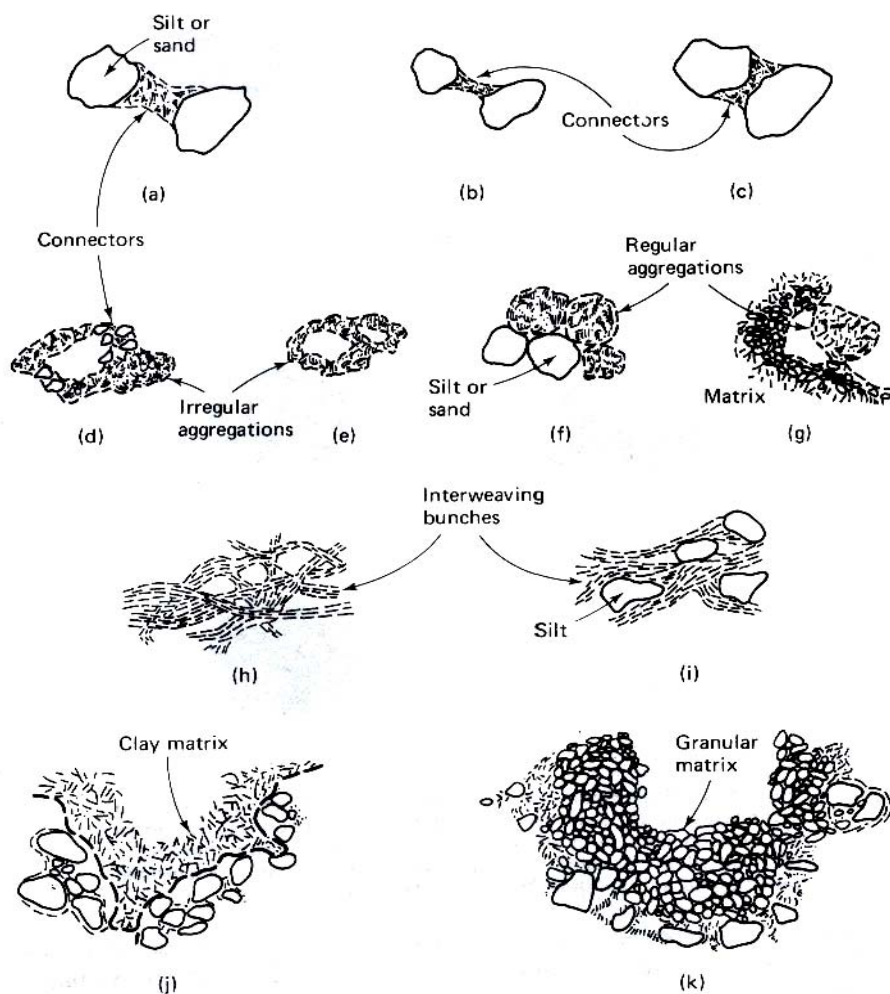 Silt or
sand
Connectors
(a)
(b)
(c)
Connectors
Regular
aggregations
Silt or
sand
Matrix
Irregular
aggregations
(d)
(e)
(f)
(g)
Interweaving
bunches
Silt
(h)
(i)
Clay matrix
Granular
matrix
(j)
(k)